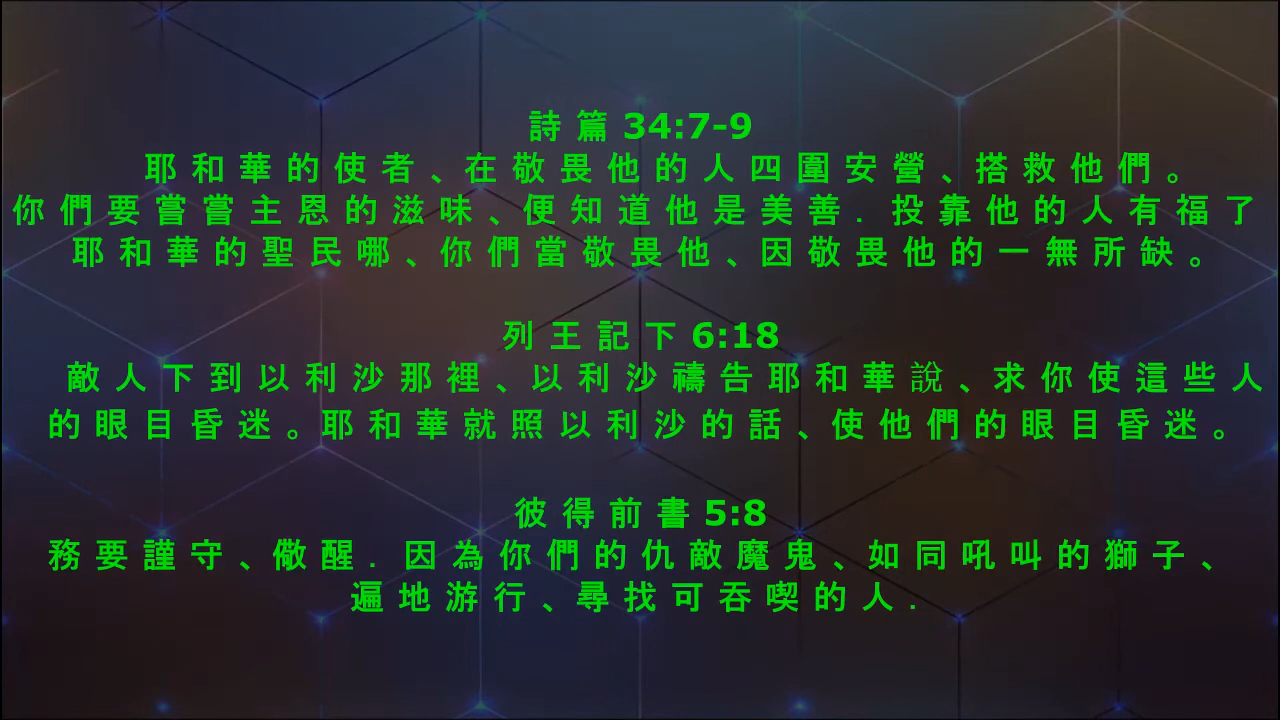 詩 篇 34:7-9
耶 和 華 的 使 者 、在 敬 畏 他 的 人 四 圍 安 營 、搭 救 他 們 。
你 們 要 嘗 嘗 主 恩 的 滋 味 、便 知 道 他 是 美 善 . 投 靠 他 的 人 有 福 了
耶 和 華 的 聖 民 哪 、你 們 當 敬 畏 他 、因 敬 畏 他 的 一 無 所 缺 。
列 王 記 下 6:18
敵 人 下 到 以 利 沙 那 裡 、以 利 沙 禱 告 耶 和 華 說 、求 你 使 這 些 人
的 眼 目 昏 迷 。耶 和 華 就 照 以 利 沙 的 話 、使 他 們 的 眼 目 昏 迷 。
彼 得 前 書 5:8
務 要 謹 守 、儆 醒 . 因 為 你 們 的 仇 敵 魔 鬼 、如 同 吼 叫 的 獅 子 、
遍 地 游 行 、尋 找 可 吞 喫 的 人 .